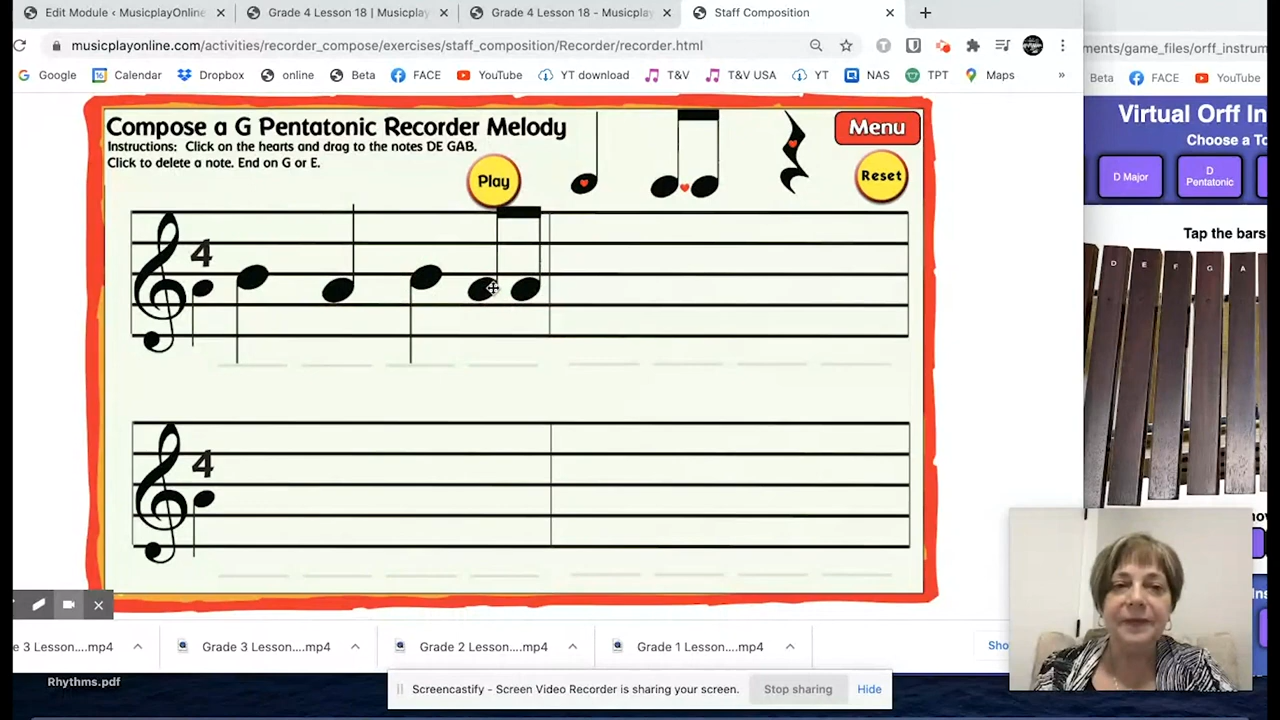 Edit Module ‹ MusicplayOnline
Grade 4 Lesson 18 | Musicplay
Grade 4 Lesson 18 - Musicplay
Staff Composition
musicplayonline.com/activities/recorder_compose/exercises/staff_composition/Recorder/recorder.html
ments/game_files/orff_instrum
Google
Calendar
Dropbox
online
Beta
FACE
YouTube
YT download
T&V
T&V USA
YT
NAS
TPT
Maps
»
Beta
FACE
YouTube
Compose a G Pentatonic Recorder Melody
Instructions: Click on the hearts and drag to the notes DE GAB.
Click to delete a note. End on G or E.
Play
Menu
Reset
4
4
Virtual Orff In
Choose a To
D Major
D
Pentatonic
Tap the bars
D
E
F
G
A
e 3 Lesson....mp4
Grade 3 Lesson....mp4
Grade 2 Lesson....mp4
Grade 1 Lesson....mp4
Sho
Rhythms.pdf
Screencastify - Screen Video Recorder is sharing your screen.
Stop sharing
Hide